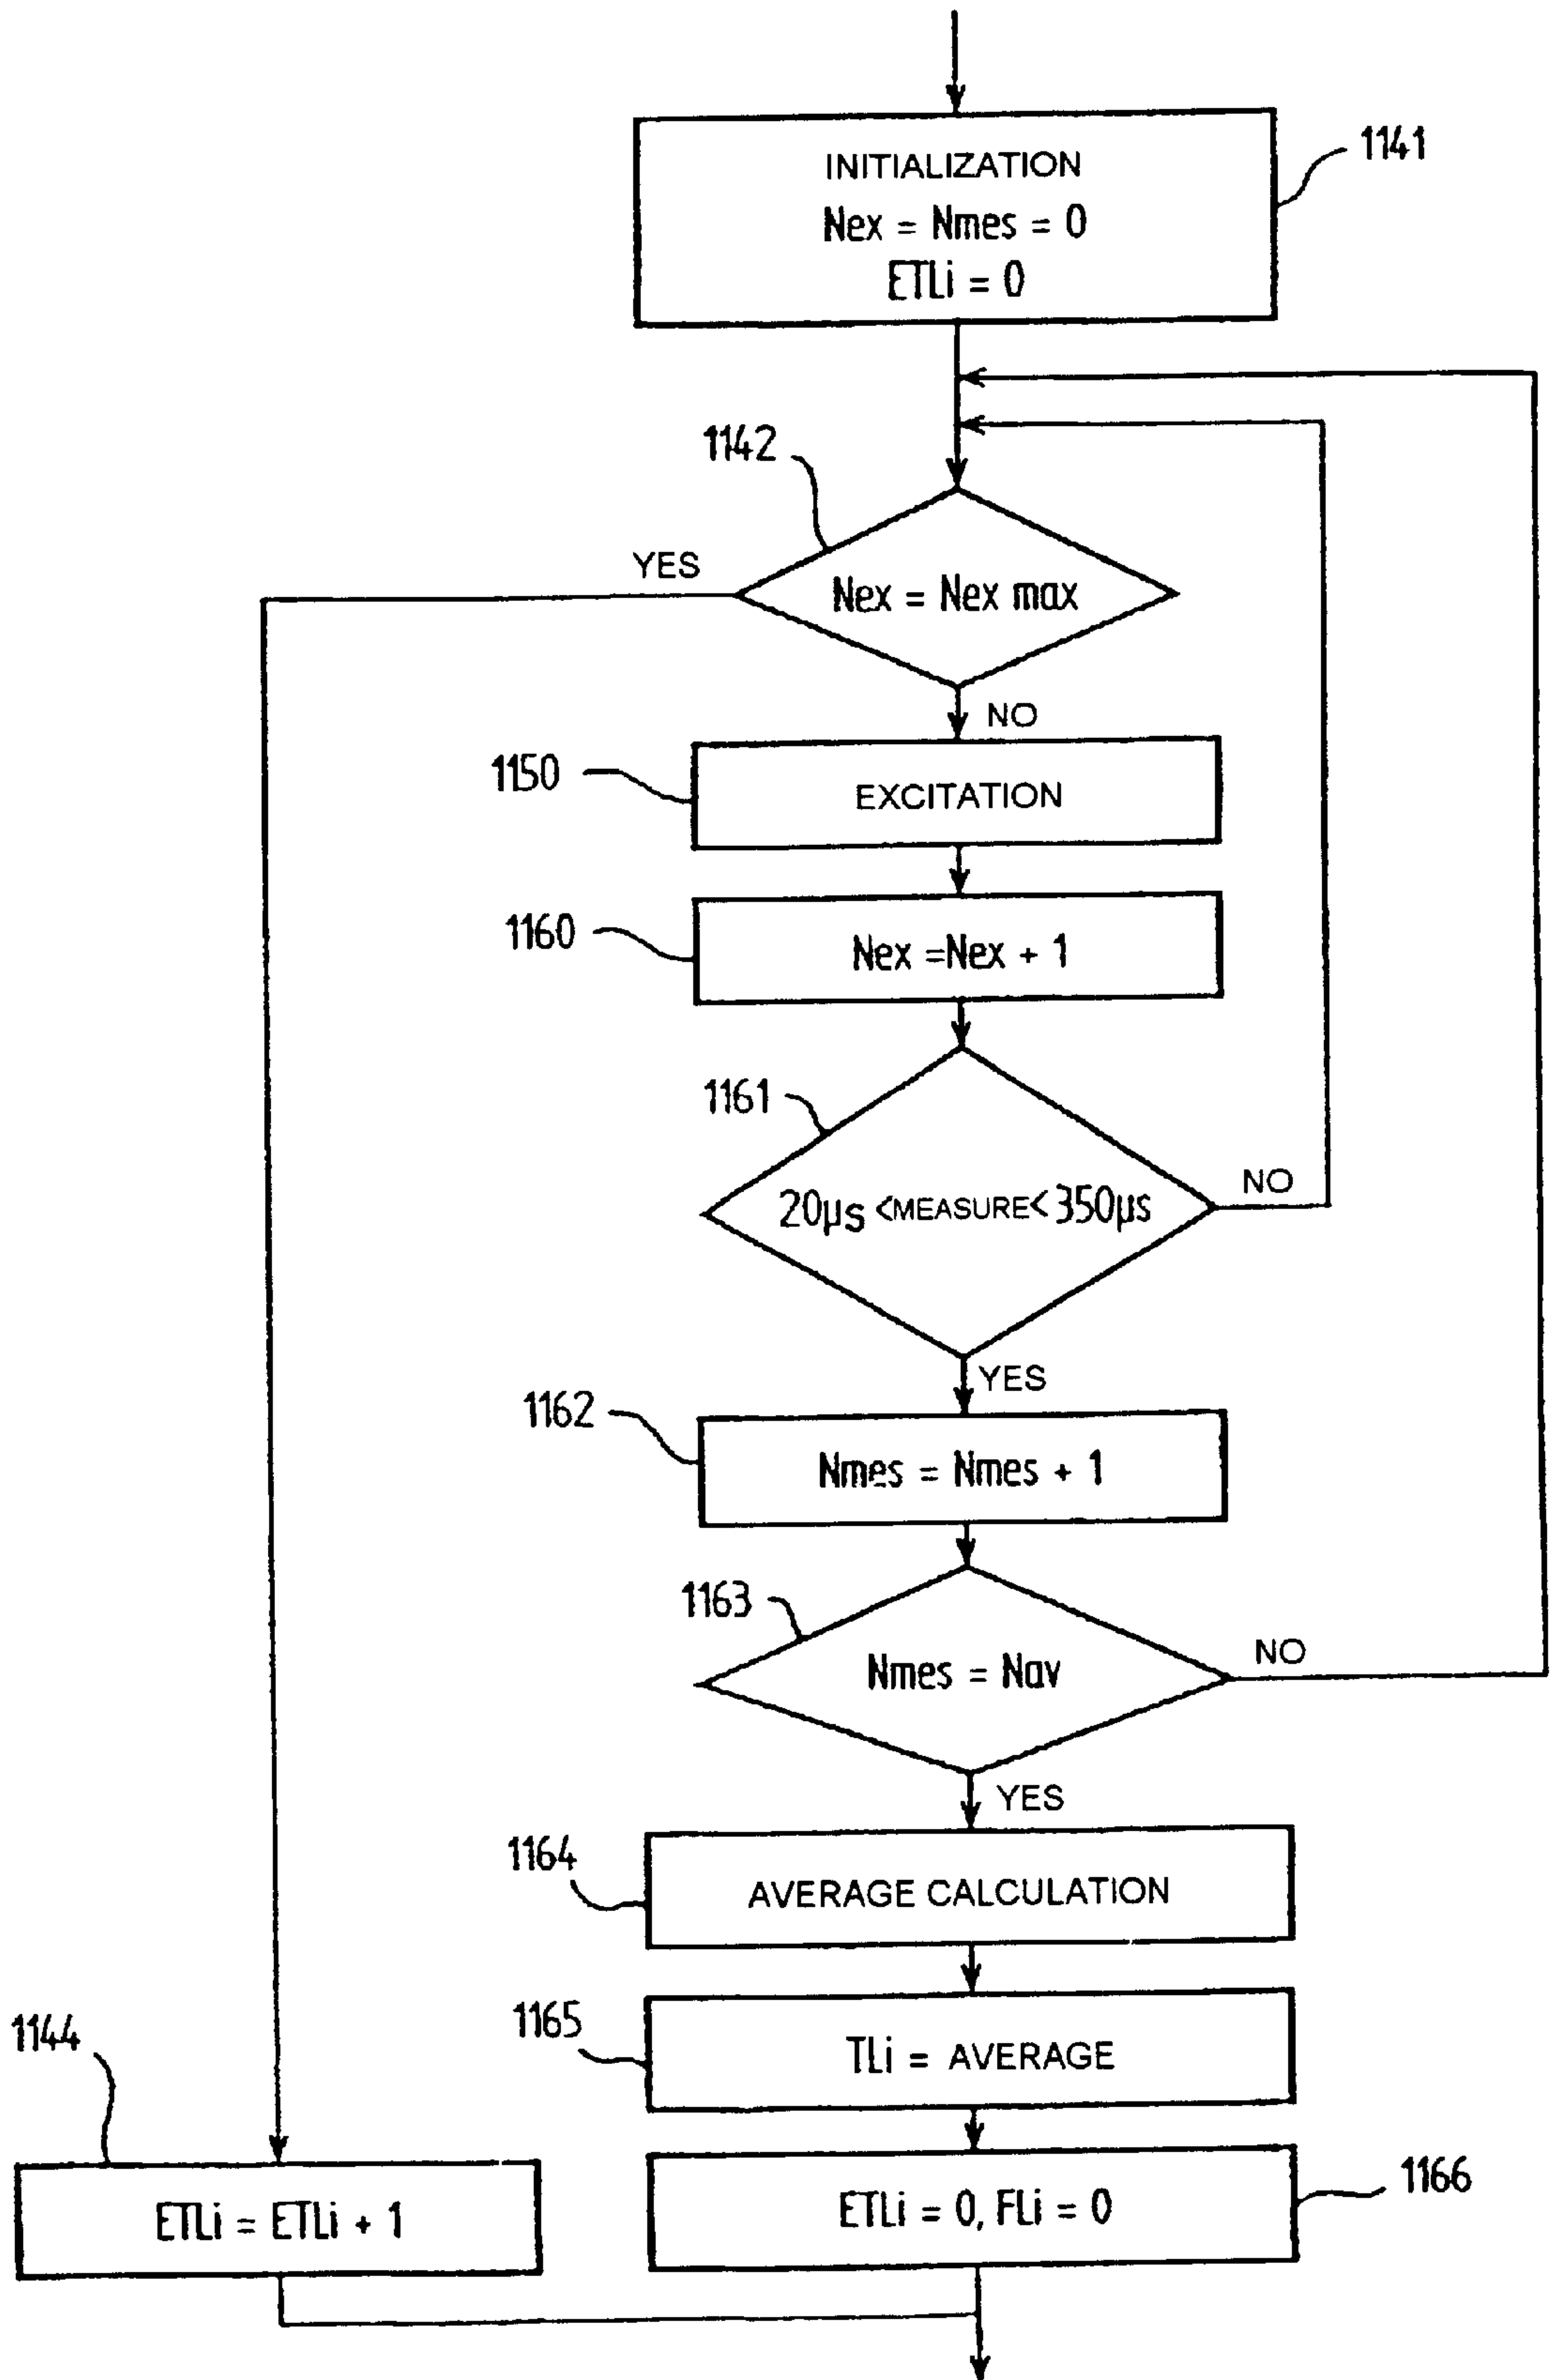 1141
INITIALIZATION
Nex = Nmes = 0
ETLi = 0
1142
YES
Nex = Nex max
NO
1150
EXCITATION
1160
Nex =Nex + 1
1161
20µs <MEASURE< 350µs
NO
YES
1162
Nmes = Nmes + 1
1163
Nmes = Nav
NO
YES
1164
AVERAGE CALCULATION
1165
TLi = AVERAGE
1144
ETLi = ETLi + 1
ETLi = 0, FLi = 0
1166